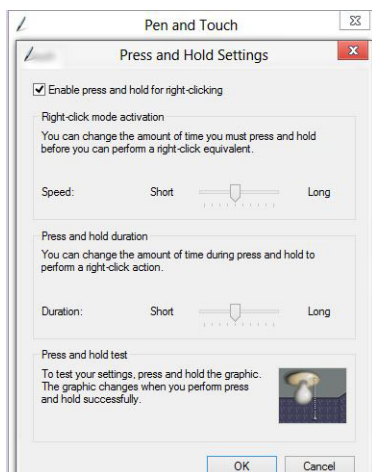 Pen and Touch
Press and Hold Settings
Enable press and hold for right-clicking
Right-click mode activation
You can change the amount of time you must press and hold
before you can perform a right-click equivalent.
Speed: Short Long
Press and hold duration
You can change the amount of time during press and hold to
perform a right-click action.
Duration: Short Long
Press and hold test
To test your settings, press and hold the graphic.
The graphic changes when you perform press
and hold successfully.
OK Cancel